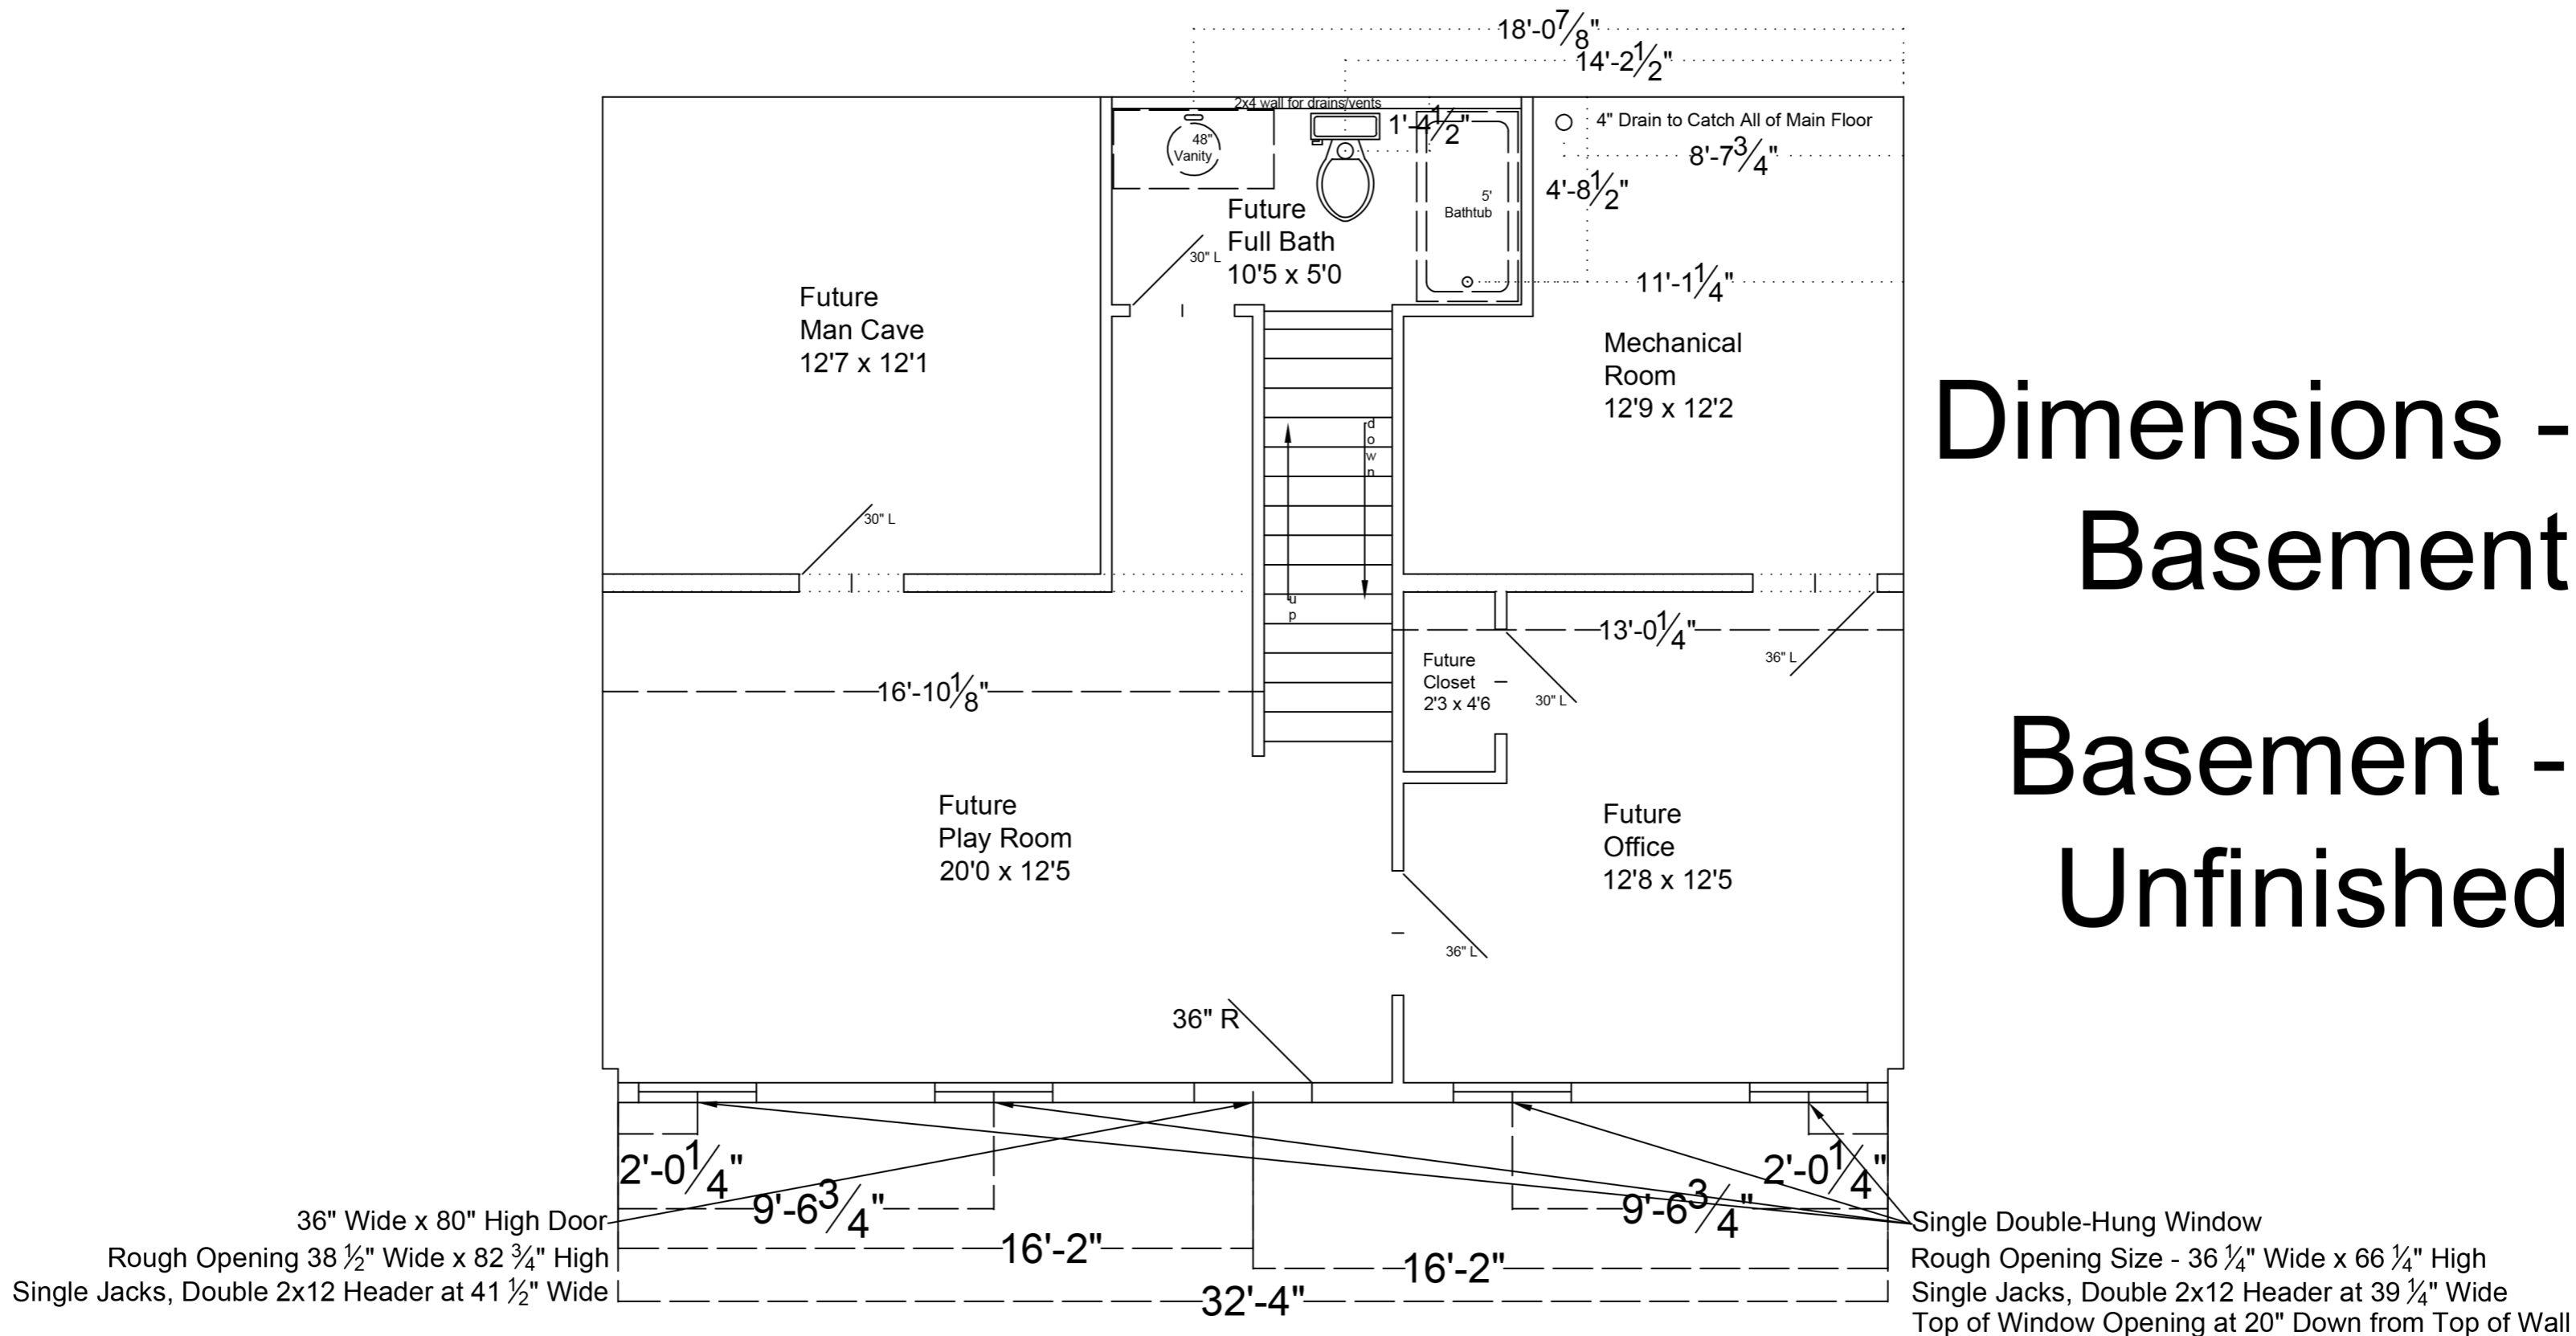 18'-0 7/8"
14'-2 1/2"
2x4 wall for drains/vents
1'-4 1/2"
4" Drain to Catch All of Main Floor
8'-7 3/4"
48"
Vanity
4'-8 1/2"
5'
Bathtub
Future
Full Bath
10'5 x 5'0
30" L
11'-1 1/4"
Future
Man Cave
12'7 x 12'1
Mechanical
Room
12'9 x 12'2
down
30" L
up
13'-0 1/4"
36" L
Future
Closet
2'3 x 4'6
30" L
16'-10 1/8"
Future
Play Room
20'0 x 12'5
Future
Office
12'8 x 12'5
36" L
36" R
Dimensions -
Basement
Basement -
Unfinished
2'-0 1/4"
2'-0 1/4"
9'-6 3/4"
9'-6 3/4"
16'-2"
16'-2"
32'-4"
36" Wide x 80" High Door
Rough Opening 38 ½" Wide x 82 ¾" High
Single Jacks, Double 2x12 Header at 41 ½" Wide
Single Double-Hung Window
Rough Opening Size - 36 ¼" Wide x 66 ¼" High
Single Jacks, Double 2x12 Header at 39 ¼" Wide
Top of Window Opening at 20" Down from Top of Wall